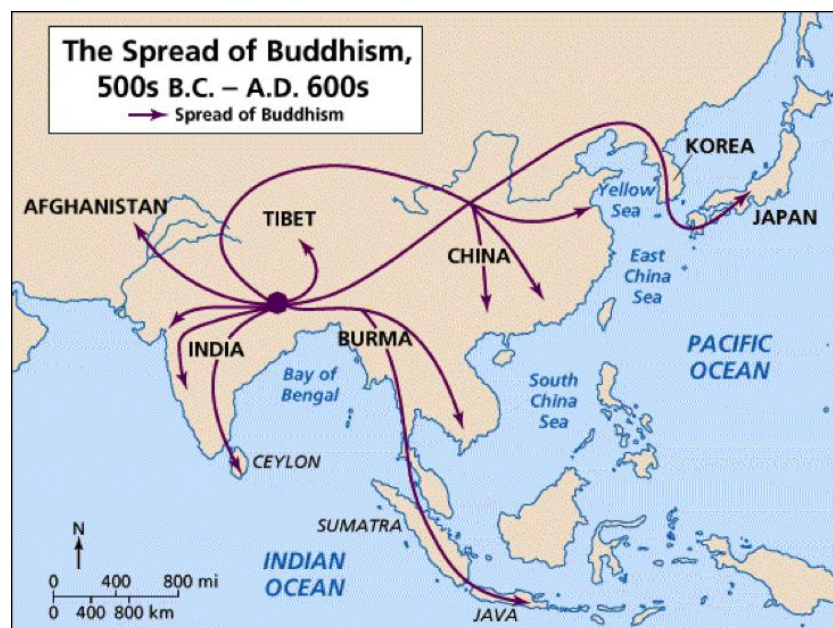 The Spread of Buddhism,
500s B.C. – A.D. 600s
Spread of Buddhism
KOREA
AFGHANISTAN
TIBET
Yellow
Sea
JAPAN
CHINA
East
China
Sea
INDIA
BURMA
PACIFIC
OCEAN
Bay of
Bengal
South
China
Sea
CEYLON
SUMATRA
N
INDIAN
OCEAN
0 400 800 mi
0 400 800 km
JAVA